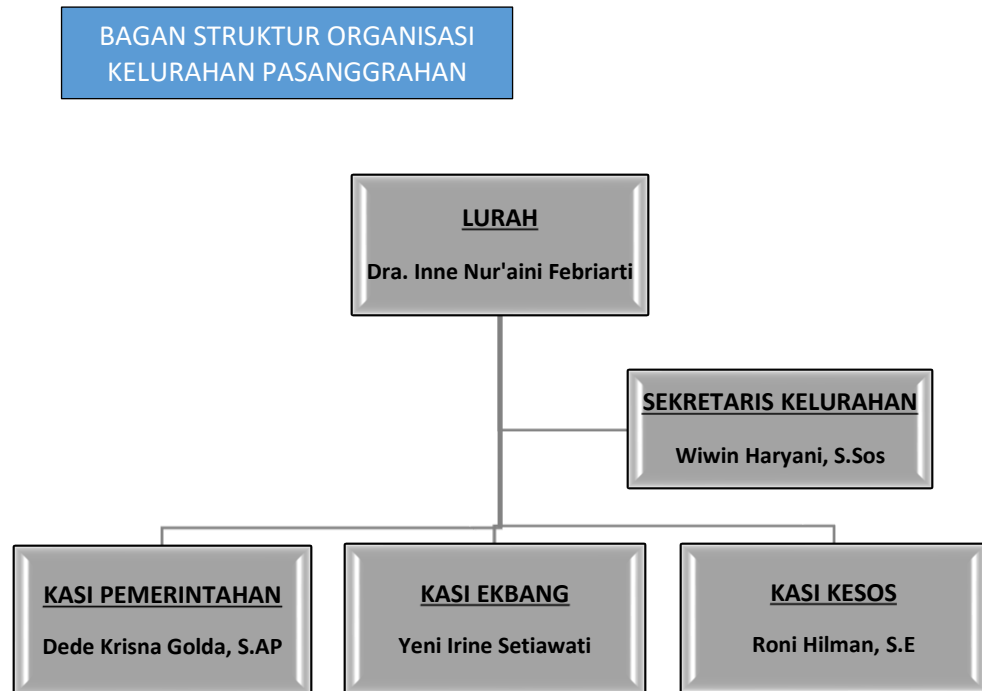 BAGAN STRUKTUR ORGANISASI
KELURAHAN PASANGGRAHAN
LURAH
Dra. Inne Nur'aini Febriarti
SEKRETARIS KELURAHAN
Wiwin Haryani, S.Sos
KASI PEMERINTAHAN
Dede Krisna Golda, S.AP
KASI EKBANG
Yeni Irine Setiawati
KASI KESOS
Roni Hilman, S.E